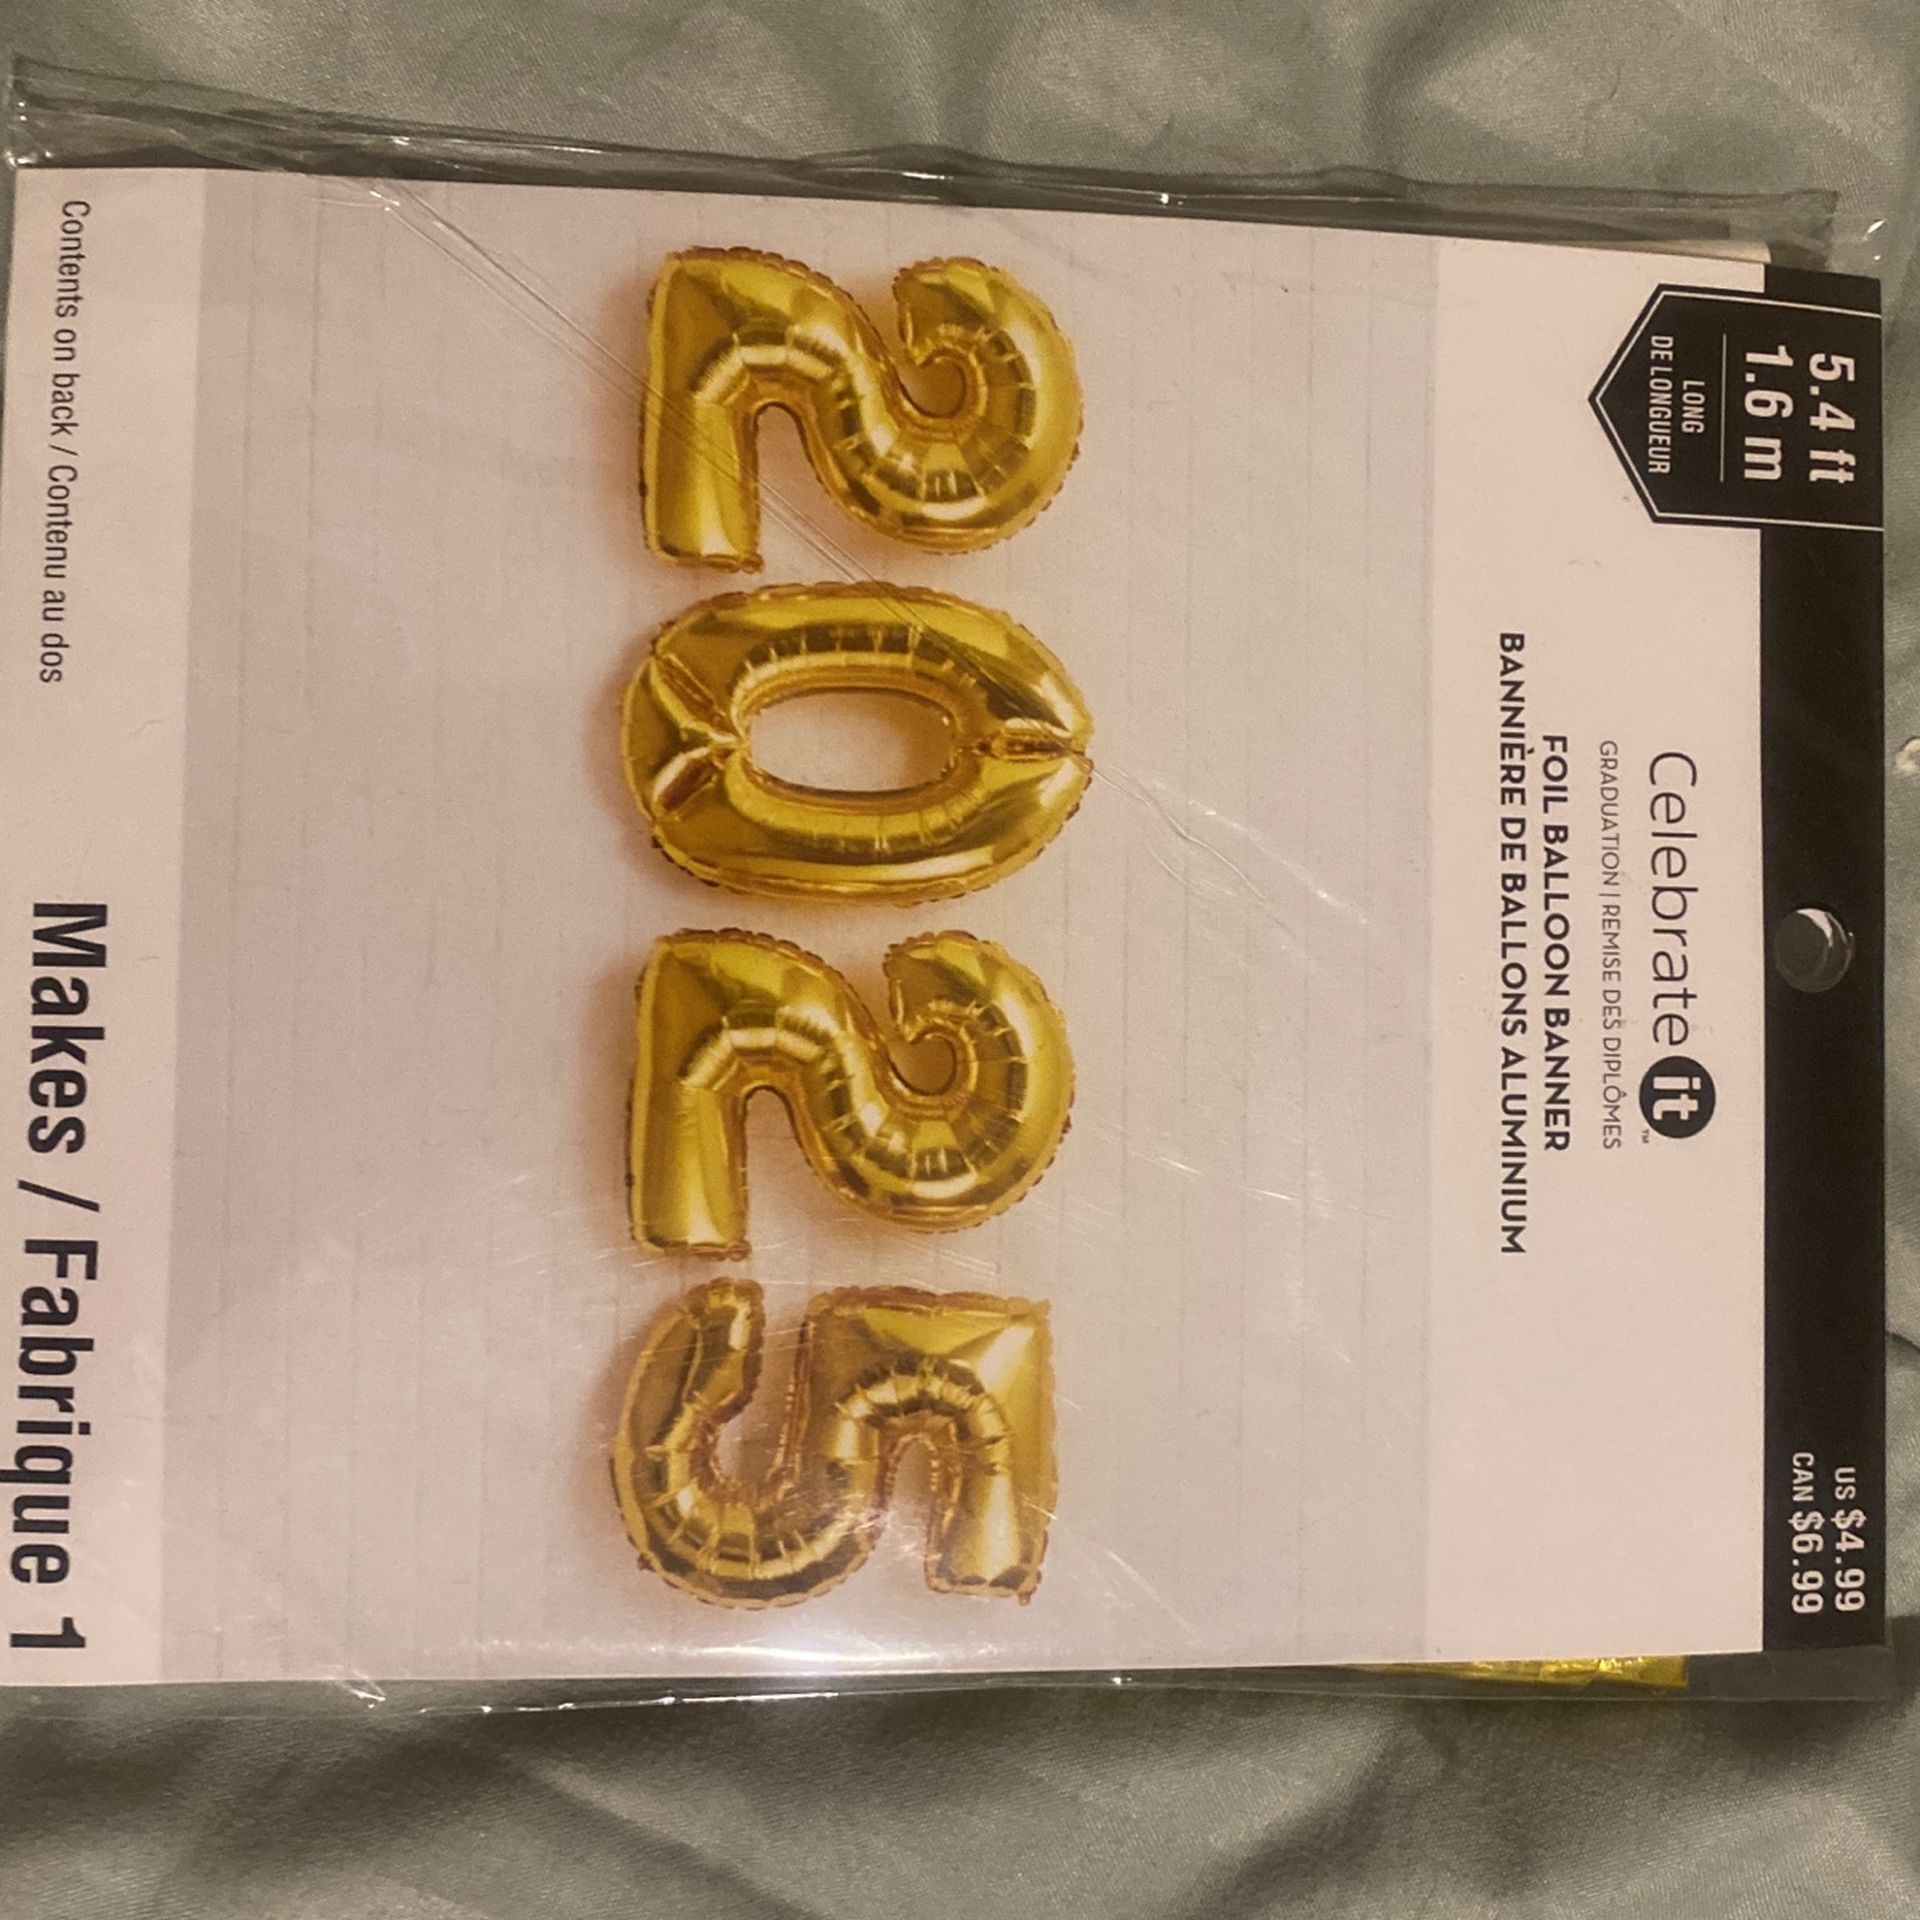 US $4.99
CAN $6.99
5.4 ft
1.6 m
LONG
DE LONGUEUR
Celebrate it™
GRADUATION | REMISE DES DIPLÔMES
FOIL BALLOON BANNER
BANNIÈRE DE BALLONS ALUMINIUM
2025
Contents on back / Contenu au dos
Makes / Fabrique 1